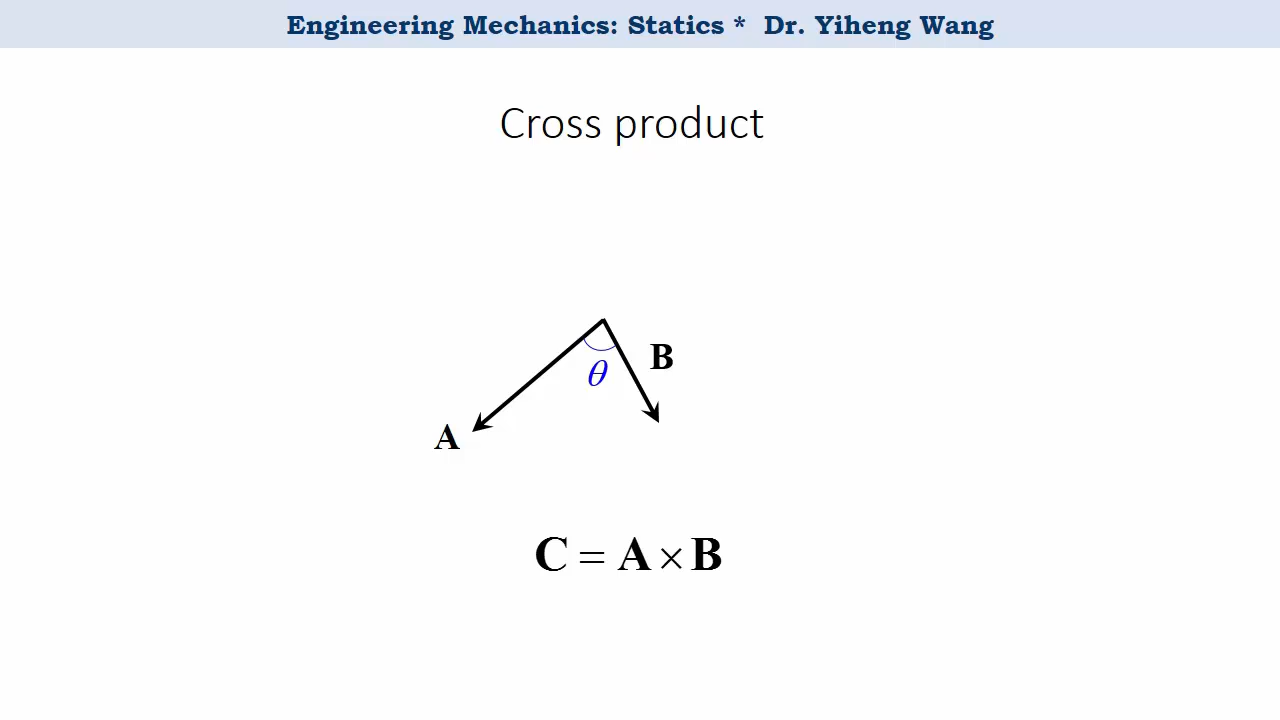 Engineering Mechanics: Statics * Dr. Yiheng Wang
Cross product
B
θ
A
C = A × B